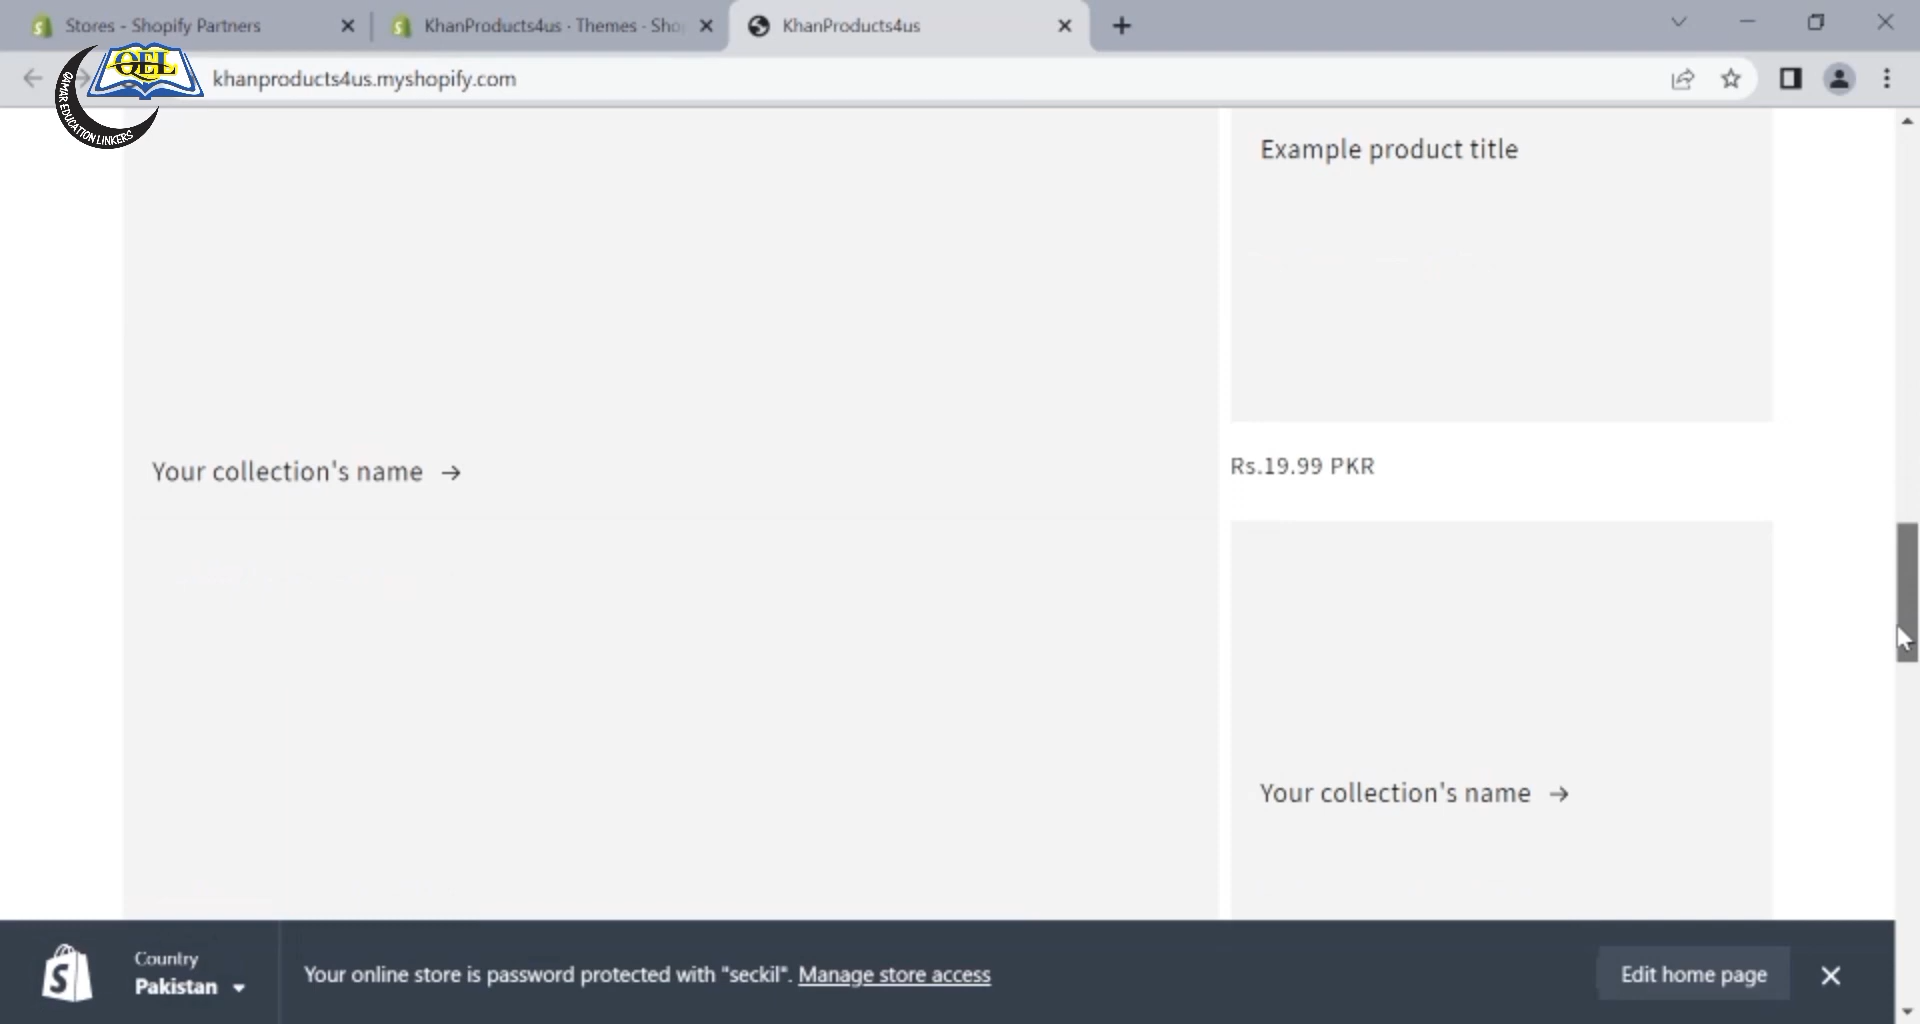 Stores - Shopify Partners
KhanProducts4us · Themes · Sho
KhanProducts4us
QEL
QAMAR EDUCATION LINKERS
khanproducts4us.myshopify.com
Example product title
Your collection's name →
Rs.19.99 PKR
Your collection's name →
Country
Pakistan
Your online store is password protected with "seckil". Manage store access
Edit home page